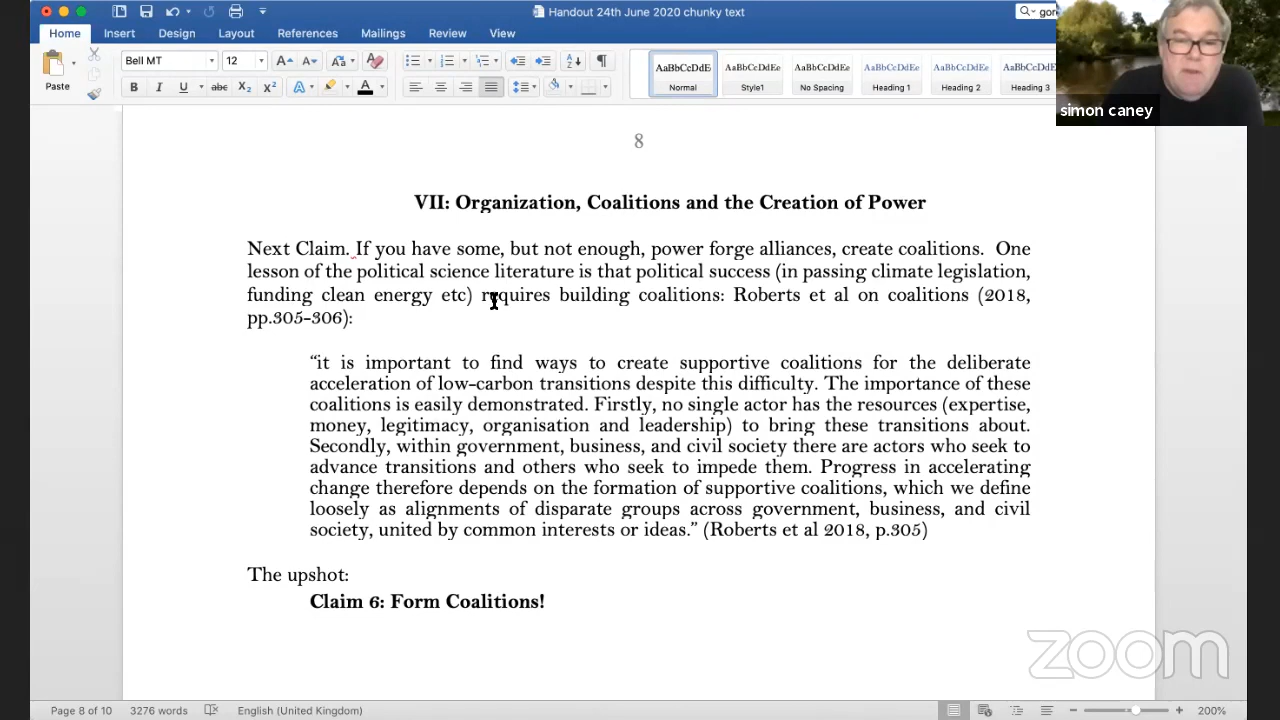 Handout 24th June 2020 chunky text
gor
Home Insert Design Layout References Mailings Review View
Bell MT 12
Paste
AaBbCcDdE AaBbCcDdEe AaBbCcDdEe AaBbCcDdEe AaBbCcDdEe AaBbCcDdEe
Normal Style1 No Spacing Heading 1 Heading 2 Heading 3
simon caney
8
VII: Organization, Coalitions and the Creation of Power
Next Claim. If you have some, but not enough, power forge alliances, create coalitions. One
lesson of the political science literature is that political success (in passing climate legislation,
funding clean energy etc) requires building coalitions: Roberts et al on coalitions (2018,
pp.305-306):
“it is important to find ways to create supportive coalitions for the deliberate
acceleration of low-carbon transitions despite this difficulty. The importance of these
coalitions is easily demonstrated. Firstly, no single actor has the resources (expertise,
money, legitimacy, organisation and leadership) to bring these transitions about.
Secondly, within government, business, and civil society there are actors who seek to
advance transitions and others who seek to impede them. Progress in accelerating
change therefore depends on the formation of supportive coalitions, which we define
loosely as alignments of disparate groups across government, business, and civil
society, united by common interests or ideas.” (Roberts et al 2018, p.305)
The upshot:
Claim 6: Form Coalitions!
zoom
Page 8 of 10 3276 words English (United Kingdom) 200%